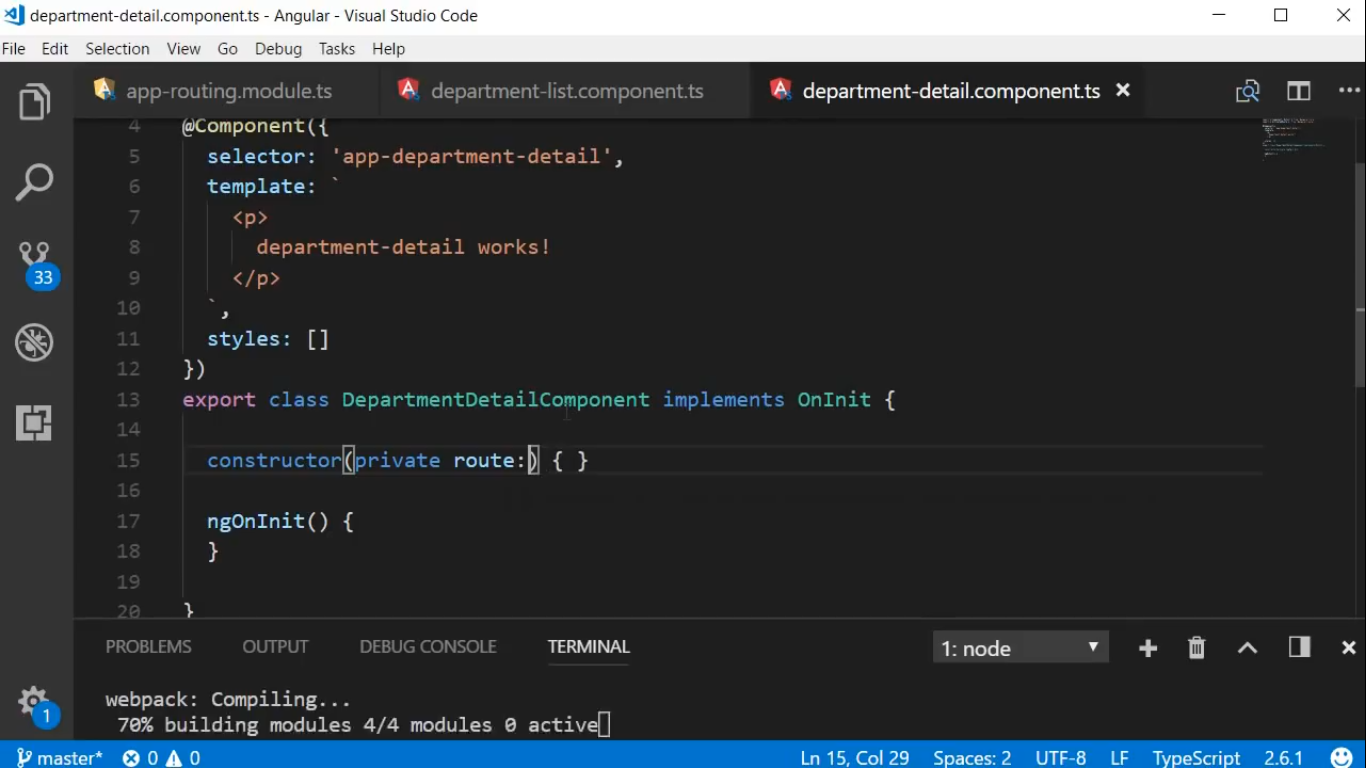 department-detail.component.ts - Angular - Visual Studio Code
File Edit Selection View Go Debug Tasks Help
app-routing.module.ts department-list.component.ts department-detail.component.ts
4 @Component({
5 selector: 'app-department-detail',
6 template: `
7 <p>
8 department-detail works!
9 </p>
10 `,
11 styles: []
12 })
13 export class DepartmentDetailComponent implements OnInit {
14
15 constructor(private route:) { }
16
17 ngOnInit() {
18 }
19
20 }
33
PROBLEMS OUTPUT DEBUG CONSOLE TERMINAL 1: node
webpack: Compiling...
70% building modules 4/4 modules 0 active
1
master* 0 0 Ln 15, Col 29 Spaces: 2 UTF-8 LF TypeScript 2.6.1